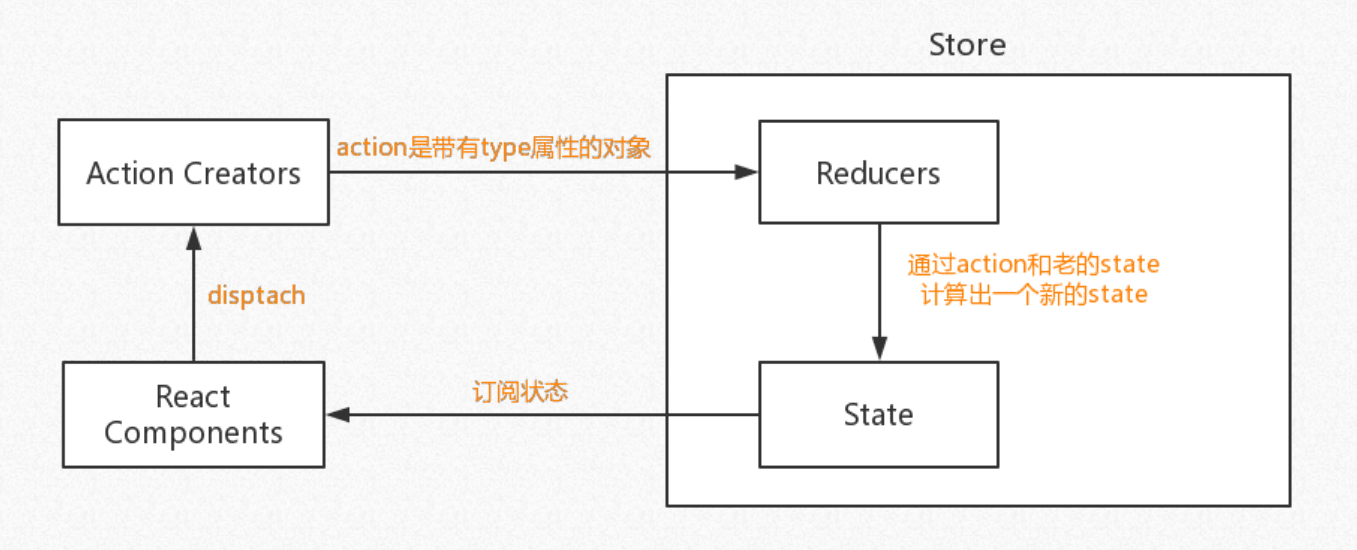 Store
Action Creators
action是带有type属性的对象
Reducers
通过action和老的state
计算出一个新的state
disptach
React
Components
订阅状态
State